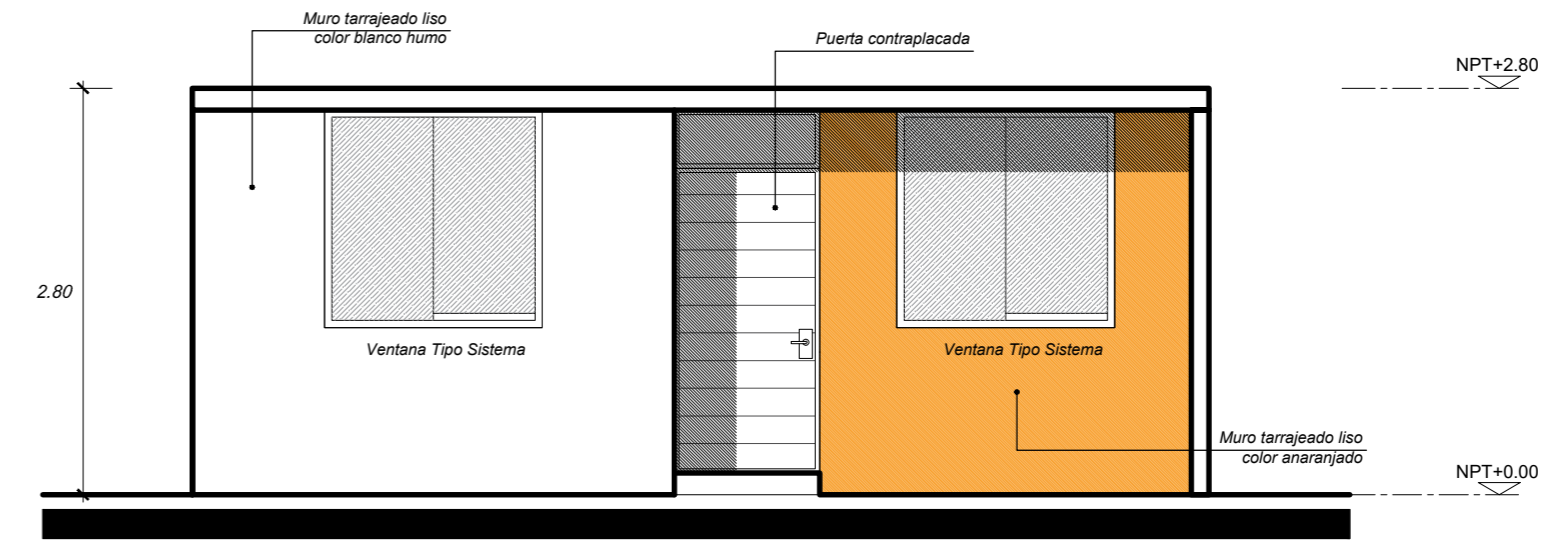 Muro tarrajeado liso
color blanco humo
Puerta contraplacada
NPT+2.80
2.80
Ventana Tipo Sistema
Ventana Tipo Sistema
Muro tarrajeado liso
color anaranjado
NPT+0.00